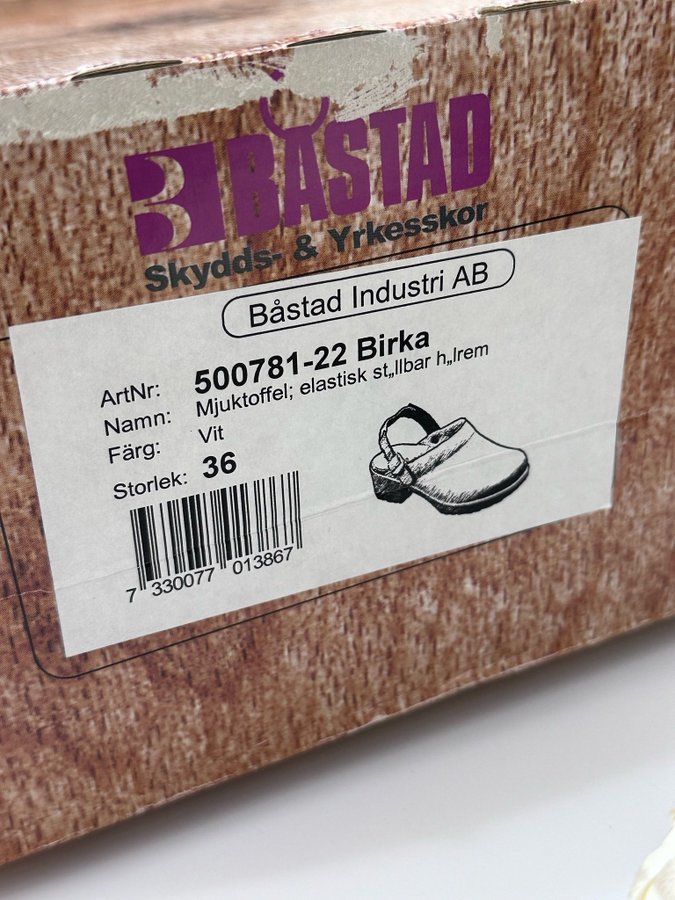 BÅSTAD
Skydds- & Yrkesskor
Båstad Industri AB
ArtNr: 500781-22 Birka
Namn: Mjuktoffel; elastisk st„llbar h„lrem
Färg: Vit
Storlek: 36
7 330077 013867